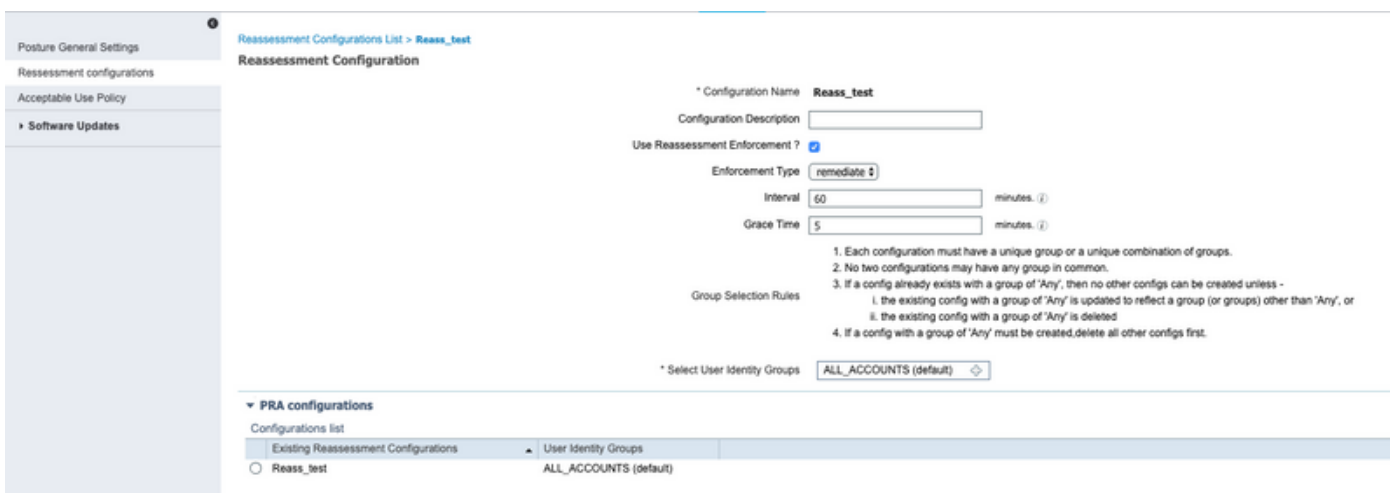 Posture General Settings
Ressessment configurations
Acceptable Use Policy
Software Updates
Reassessment Configurations List > Reass_test
Reassessment Configuration
* Configuration Name Reass_test
Configuration Description
Use Reassessment Enforcement ?
Enforcement Type remediate
Interval 60 minutes.
Grace Time 5 minutes.
Group Selection Rules
1. Each configuration must have a unique group or a unique combination of groups.
2. No two configurations may have any group in common.
3. If a config already exists with a group of 'Any', then no other configs can be created unless -
i. the existing config with a group of 'Any' is updated to reflect a group (or groups) other than 'Any', or
ii. the existing config with a group of 'Any' is deleted
4. If a config with a group of 'Any' must be created,delete all other configs first.
* Select User Identity Groups ALL_ACCOUNTS (default)
PRA configurations
Configurations list
Existing Reassessment Configurations User Identity Groups
Reass_test ALL_ACCOUNTS (default)